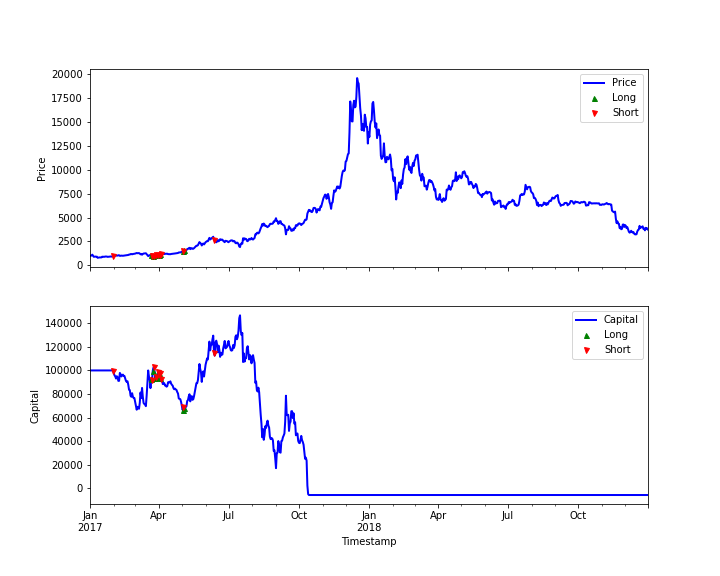 20000
17500
15000
12500
10000
7500
5000
2500
0
Price
Price
Long
Short
140000
120000
100000
80000
60000
40000
20000
0
Capital
Capital
Long
Short
Jan
2017
Apr
Jul
Oct
Jan
2018
Apr
Jul
Oct
Timestamp